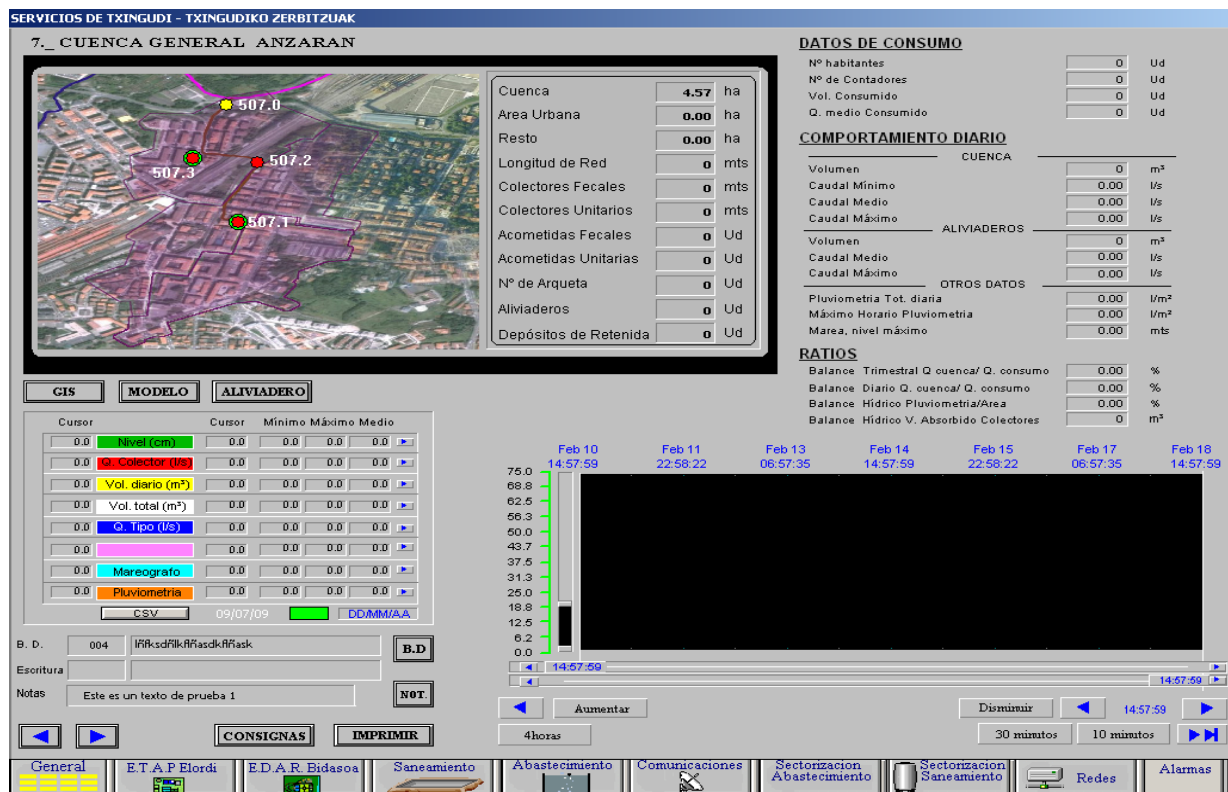 SERVICIOS DE TXINGUDI - TXINGUDIKO ZERBITZUAK
7._ CUENCA GENERAL ANZARAN
507.0
507.2
507.3
507.1
Cuenca 4.57 ha
Area Urbana 0.00 ha
Resto 0.00 ha
Longitud de Red 0 mts
Colectores Fecales 0 mts
Colectores Unitarios 0 mts
Acometidas Fecales 0 Ud
Acometidas Unitarias 0 Ud
Nº de Arqueta 0 Ud
Aliviaderos 0 Ud
Depósitos de Retenida 0 Ud
DATOS DE CONSUMO
Nº habitantes 0 Ud
Nº de Contadores 0 Ud
Vol. Consumido 0 Ud
Q. medio Consumido 0 Ud
COMPORTAMIENTO DIARIO
CUENCA
Volumen 0 m³
Caudal Mínimo 0.00 l/s
Caudal Medio 0.00 l/s
Caudal Máximo 0.00 l/s
ALIVIADEROS
Volumen 0 m³
Caudal Medio 0.00 l/s
Caudal Máximo 0.00 l/s
OTROS DATOS
Pluviometria Tot. diaria 0.00 l/m²
Máximo Horario Pluviometria 0.00 l/m²
Marea, nivel máximo 0.00 mts
RATIOS
Balance Trimestral Q cuenca/ Q. consumo 0.00 %
Balance Diario Q. cuenca/ Q. consumo 0.00 %
Balance Hídrico Pluviometria/Area 0.00 %
Balance Hídrico V. Absorbido Colectores 0 m³
GIS MODELO ALIVIADERO
Cursor Cursor Mínimo Máximo Medio
0.0 Nivel (cm) 0.0 0.0 0.0 0.0
0.0 Q. Colector (l/s) 0.0 0.0 0.0 0.0
0.0 Vol. diario (m³) 0.0 0.0 0.0 0.0
0.0 Vol. total (m³) 0.0 0.0 0.0 0.0
0.0 Q. Tipo (l/s) 0.0 0.0 0.0 0.0
0.0 0.0 0.0 0.0 0.0
0.0 Mareografo 0.0 0.0 0.0 0.0
0.0 Pluviometria 0.0 0.0 0.0 0.0
CSV 09/07/09 DD/MM/AA
B. D. 004 lñfksdñlkflñasdkflñask B.D
Escritura
Notas Este es un texto de prueba 1 NOT.
CONSIGNAS IMPRIMIR
Feb 10 Feb 11 Feb 13 Feb 14 Feb 15 Feb 17 Feb 18
14:57:59 22:58:22 06:57:35 14:57:59 22:58:22 06:57:35 14:57:59
75.0
68.8
62.5
56.3
50.0
43.7
37.5
31.3
25.0
18.8
12.5
6.2
0.0
14:57:59
14:57:59
Aumentar Disminuir 14:57:59
4horas 30 minutos 10 minutos
General E.T.A.P Elordi E.D.A.R. Bidasoa Saneamiento Abastecimiento Comunicaciones Sectorizacion Abastecimiento Sectorizacion Saneamiento Redes Alarmas